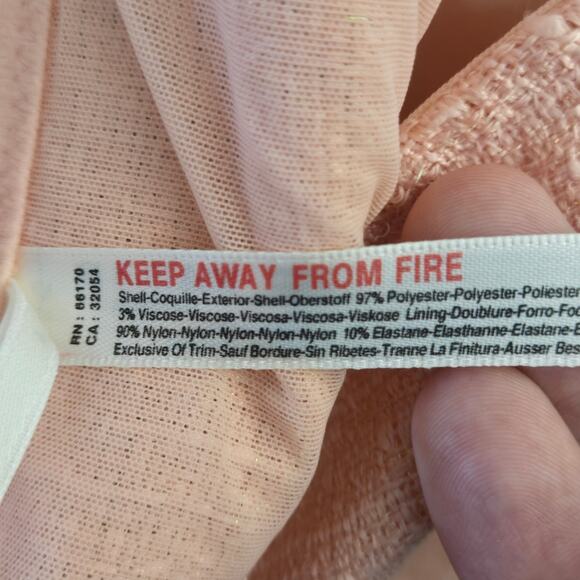 RN : 86170
CA : 32054
KEEP AWAY FROM FIRE
Shell-Coquille-Exterior-Shell-Oberstoff 97% Polyester-Polyester-Poliester
3% Viscose-Viscose-Viscosa-Viscosa-Viskose Lining-Doublure-Forro-Fod
90% Nylon-Nylon-Nylon-Nylon-Nylon 10% Elastane-Elasthanne-Elastane-E
Exclusive Of Trim-Sauf Bordure-Sin Ribetes-Tranne La Finitura-Ausser Bes